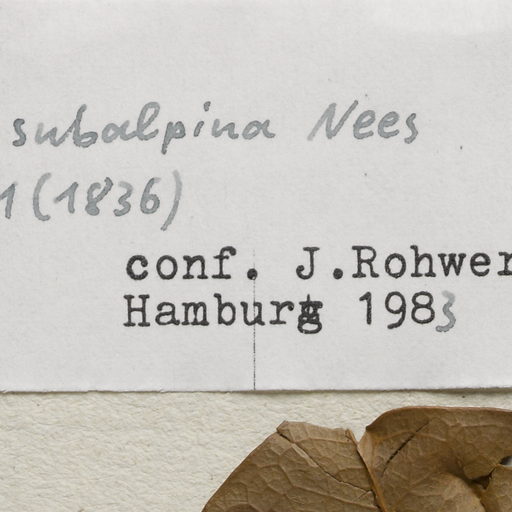 subalpina Nees
1 (1836)
conf. J.Rohwer
Hamburg 1983